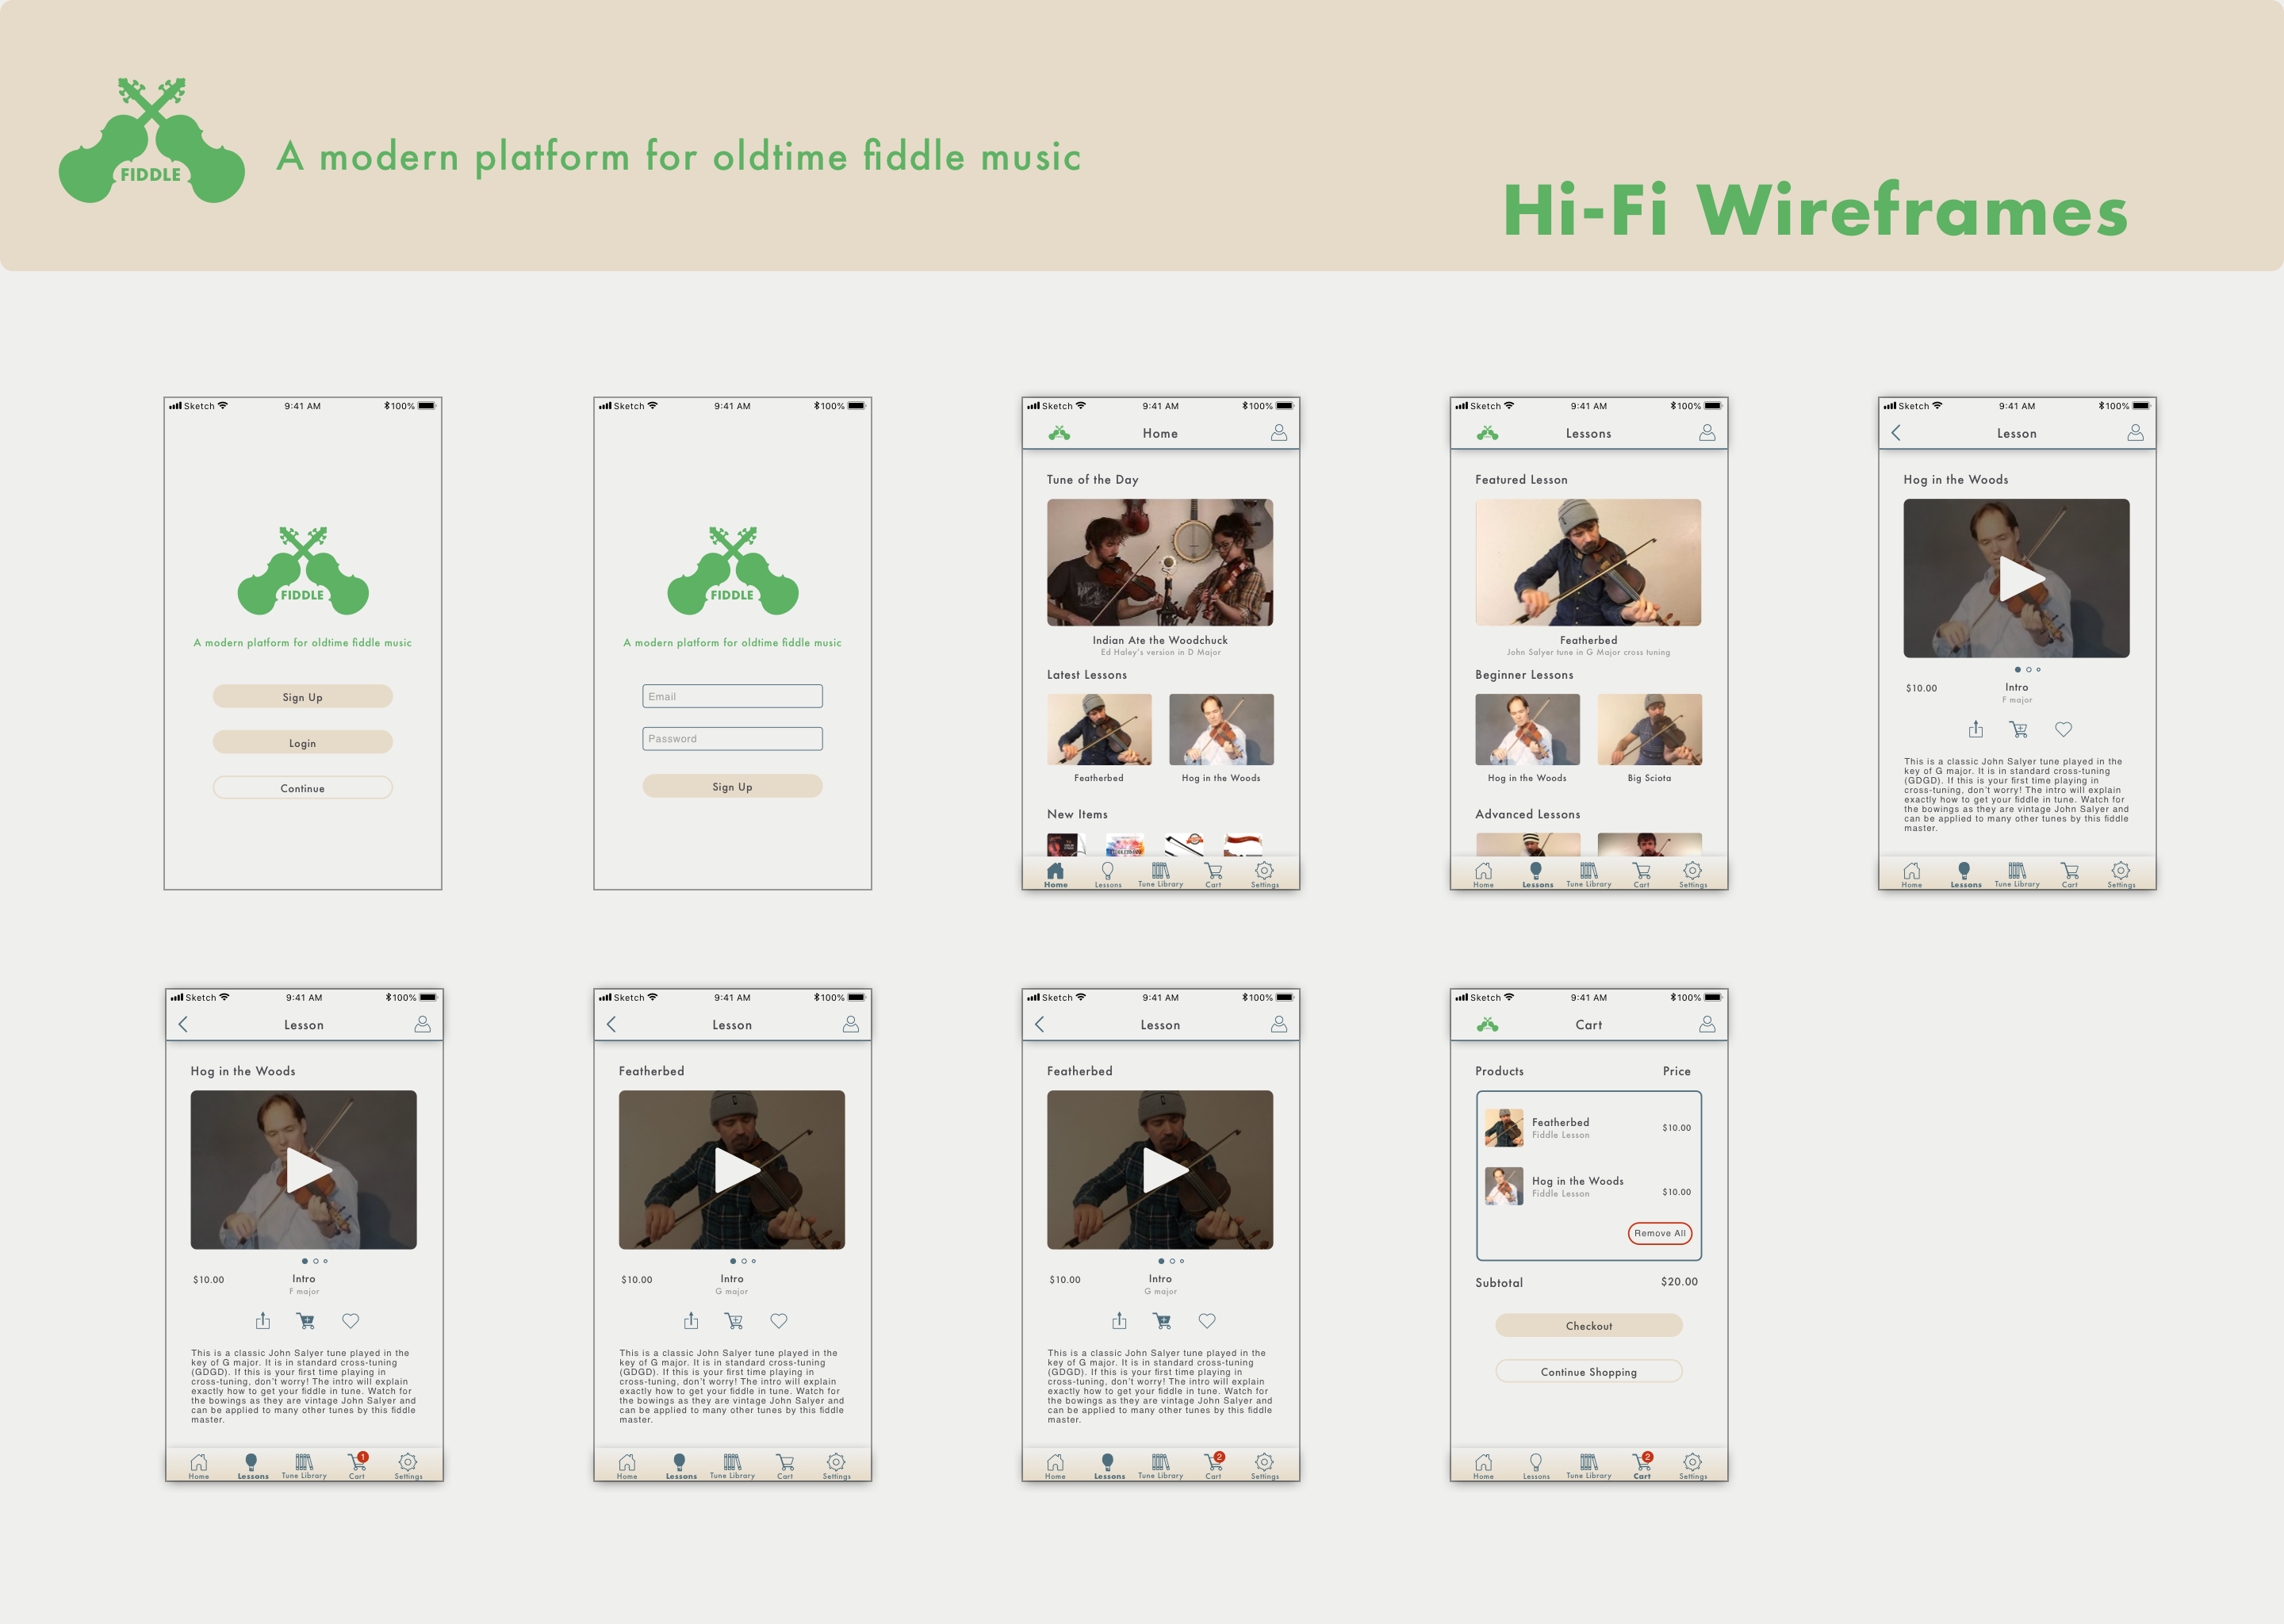 FIDDLE
A modern platform for oldtime fiddle music
Hi-Fi Wireframes
Sketch 9:41 AM 100%
FIDDLE
A modern platform for oldtime fiddle music
Sign Up
Login
Continue
Sketch 9:41 AM 100%
FIDDLE
A modern platform for oldtime fiddle music
Email
Password
Sign Up
Sketch 9:41 AM 100%
Home
Tune of the Day
Indian Ate the Woodchuck
Ed Haley's version in D Major
Latest Lessons
Featherbed Hog in the Woods
New Items
Home Lessons Tune Library Cart Settings
Sketch 9:41 AM 100%
Lessons
Featured Lesson
Featherbed
John Salyer tune in G Major cross tuning
Beginner Lessons
Hog in the Woods Big Sciota
Advanced Lessons
Home Lessons Tune Library Cart Settings
Sketch 9:41 AM 100%
Lesson
Hog in the Woods
$10.00 Intro
F major
This is a classic John Salyer tune played in the
key of G major. It is in standard cross-tuning
(GDGD). If this is your first time playing in
cross-tuning, don't worry! The intro will explain
exactly how to get your fiddle in tune. Watch for
the bowings as they are vintage John Salyer and
can be applied to many other tunes by this fiddle
master.
Home Lessons Tune Library Cart Settings
Sketch 9:41 AM 100%
Lesson
Hog in the Woods
$10.00 Intro
F major
This is a classic John Salyer tune played in the
key of G major. It is in standard cross-tuning
(GDGD). If this is your first time playing in
cross-tuning, don't worry! The intro will explain
exactly how to get your fiddle in tune. Watch for
the bowings as they are vintage John Salyer and
can be applied to many other tunes by this fiddle
master.
1
Home Lessons Tune Library Cart Settings
Sketch 9:41 AM 100%
Lesson
Featherbed
$10.00 Intro
G major
This is a classic John Salyer tune played in the
key of G major. It is in standard cross-tuning
(GDGD). If this is your first time playing in
cross-tuning, don't worry! The intro will explain
exactly how to get your fiddle in tune. Watch for
the bowings as they are vintage John Salyer and
can be applied to many other tunes by this fiddle
master.
Home Lessons Tune Library Cart Settings
Sketch 9:41 AM 100%
Lesson
Featherbed
$10.00 Intro
G major
This is a classic John Salyer tune played in the
key of G major. It is in standard cross-tuning
(GDGD). If this is your first time playing in
cross-tuning, don't worry! The intro will explain
exactly how to get your fiddle in tune. Watch for
the bowings as they are vintage John Salyer and
can be applied to many other tunes by this fiddle
master.
2
Home Lessons Tune Library Cart Settings
Sketch 9:41 AM 100%
Cart
Products Price
Featherbed
Fiddle Lesson
$10.00
Hog in the Woods
Fiddle Lesson
$10.00
Remove All
Subtotal $20.00
Checkout
Continue Shopping
2
Home Lessons Tune Library Cart Settings